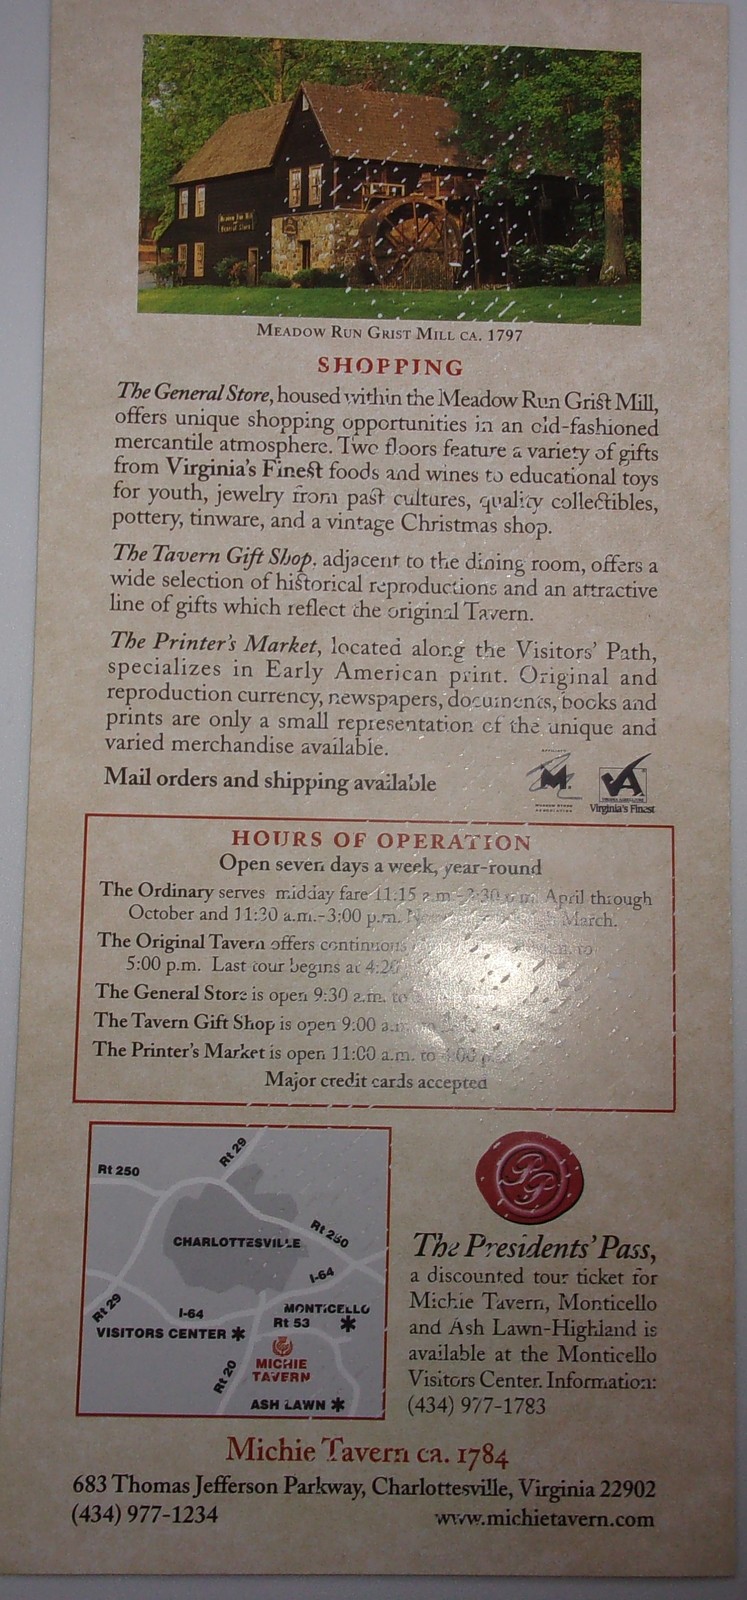 Meadow Run Mill
General Store
Meadow Run Grist Mill ca. 1797
SHOPPING
The General Store, housed within the Meadow Run Grist Mill,
offers unique shopping opportunities in an old-fashioned
mercantile atmosphere. Two floors feature a variety of gifts
from Virginia's Finest foods and wines to educational toys
for youth, jewelry from past cultures, quality collectibles,
pottery, tinware, and a vintage Christmas shop.
The Tavern Gift Shop, adjacent to the dining room, offers a
wide selection of historical reproductions and an attractive
line of gifts which reflect the original Tavern.
The Printer's Market, located along the Visitors' Path,
specializes in Early American print. Original and
reproduction currency, newspapers, documents, books and
prints are only a small representation of the unique and
varied merchandise available.
Mail orders and shipping available
M
VA
Virginia's Finest
HOURS OF OPERATION
Open seven days a week, year-round
The Ordinary serves midday fare 11:15 a.m.-3:30 p.m. April through
October and 11:30 a.m.-3:00 p.m. March.
The Original Tavern offers continuous to
5:00 p.m. Last tour begins at 4:20
The General Store is open 9:30 a.m. to
The Tavern Gift Shop is open 9:00 a.m.
The Printer's Market is open 11:00 a.m. to
Major credit cards accepted
Rt 29
Rt 250
CHARLOTTESVILLE
Rt 250
I-64
Rt 29
I-64
MONTICELLO
Rt 53
VISITORS CENTER
MICHIE
TAVERN
Rt 20
ASH LAWN
PP
The Presidents' Pass,
a discounted tour ticket for
Michie Tavern, Monticello
and Ash Lawn-Highland is
available at the Monticello
Visitors Center. Information:
(434) 977-1783
Michie Tavern ca. 1784
683 Thomas Jefferson Parkway, Charlottesville, Virginia 22902
(434) 977-1234
www.michietavern.com